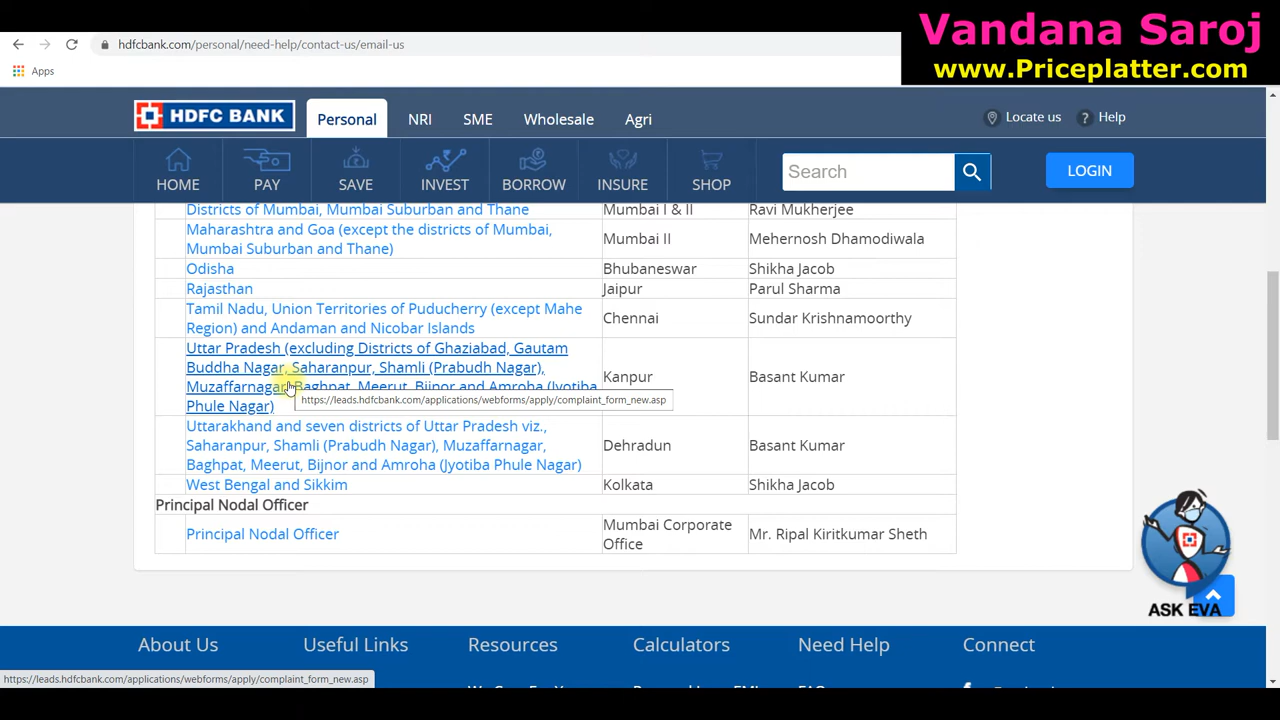 Vandana Saroj
www.Priceplatter.com
hdfcbank.com/personal/need-help/contact-us/email-us
Apps
HDFC BANK
Personal
NRI
SME
Wholesale
Agri
Locate us
Help
HOME
PAY
SAVE
INVEST
BORROW
INSURE
SHOP
Search
LOGIN
Districts of Mumbai, Mumbai Suburban and Thane
Mumbai I & II
Ravi Mukherjee
Maharashtra and Goa (except the districts of Mumbai,
Mumbai Suburban and Thane)
Mumbai II
Mehernosh Dhamodiwala
Odisha
Bhubaneswar
Shikha Jacob
Rajasthan
Jaipur
Parul Sharma
Tamil Nadu, Union Territories of Puducherry (except Mahe
Region) and Andaman and Nicobar Islands
Chennai
Sundar Krishnamoorthy
Uttar Pradesh (excluding Districts of Ghaziabad, Gautam
Buddha Nagar, Saharanpur, Shamli (Prabudh Nagar),
Muzaffarnagar, Baghpat, Meerut, Bijnor and Amroha (Jyotiba
Phule Nagar)
Kanpur
Basant Kumar
https://leads.hdfcbank.com/applications/webforms/apply/complaint_form_new.asp
Uttarakhand and seven districts of Uttar Pradesh viz.,
Saharanpur, Shamli (Prabudh Nagar), Muzaffarnagar,
Baghpat, Meerut, Bijnor and Amroha (Jyotiba Phule Nagar)
Dehradun
Basant Kumar
West Bengal and Sikkim
Kolkata
Shikha Jacob
Principal Nodal Officer
Principal Nodal Officer
Mumbai Corporate
Office
Mr. Ripal Kiritkumar Sheth
ASK EVA
About Us
Useful Links
Resources
Calculators
Need Help
Connect
https://leads.hdfcbank.com/applications/webforms/apply/complaint_form_new.asp